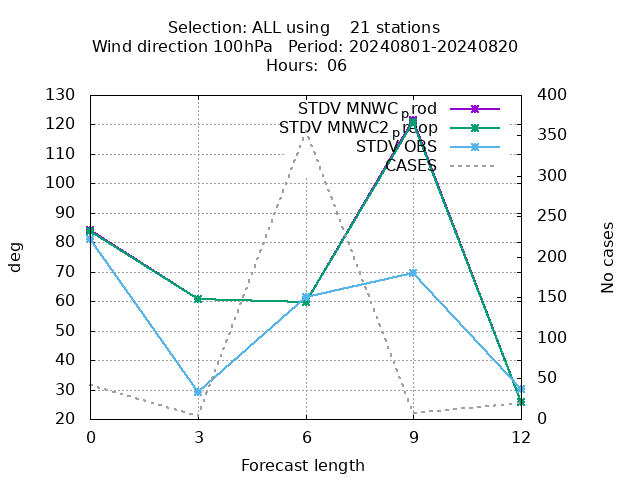 Selection: ALL using    21 stations
Wind direction 100hPa   Period: 20240801-20240820
Hours: 06
130 400
120 350
110 300
100 250
90 200
80 150
70 100
60 50
50 0
40
30
20
deg
No cases
STDV MNWC_prod
STDV MNWC2_preop
STDV OBS
CASES
0 3 6 9 12
Forecast length